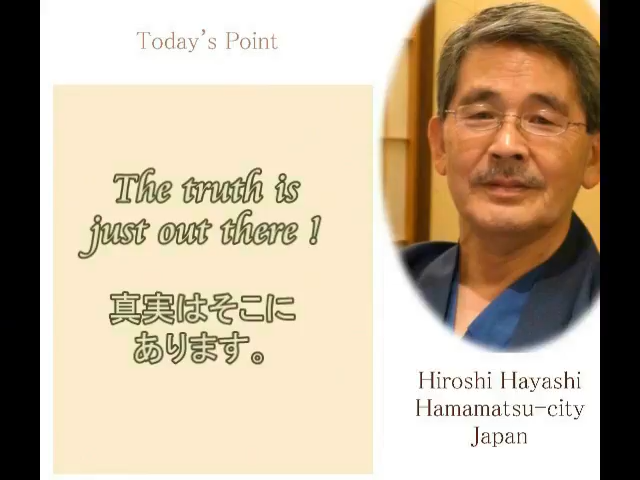 Today's Point
The truth is
just out there !
真実はそこに
あります。
Hiroshi Hayashi
Hamamatsu-city
Japan